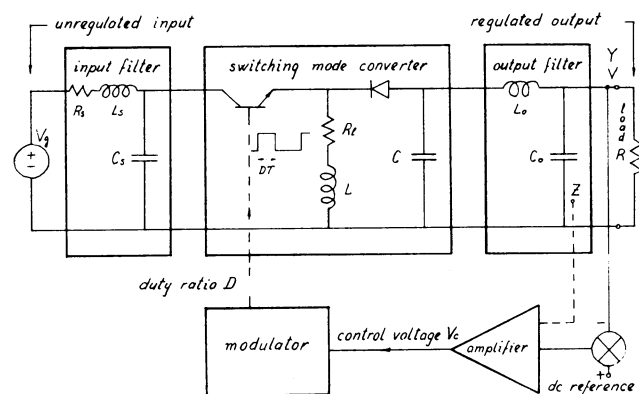 unregulated input
regulated output
input filter
switching mode converter
output filter
Y
V
Rs
Ls
Lo
load
Vg
Cs
DT
Rl
L
C
Co
Z
R
duty ratio D
modulator
control voltage Vc
amplifier
dc reference